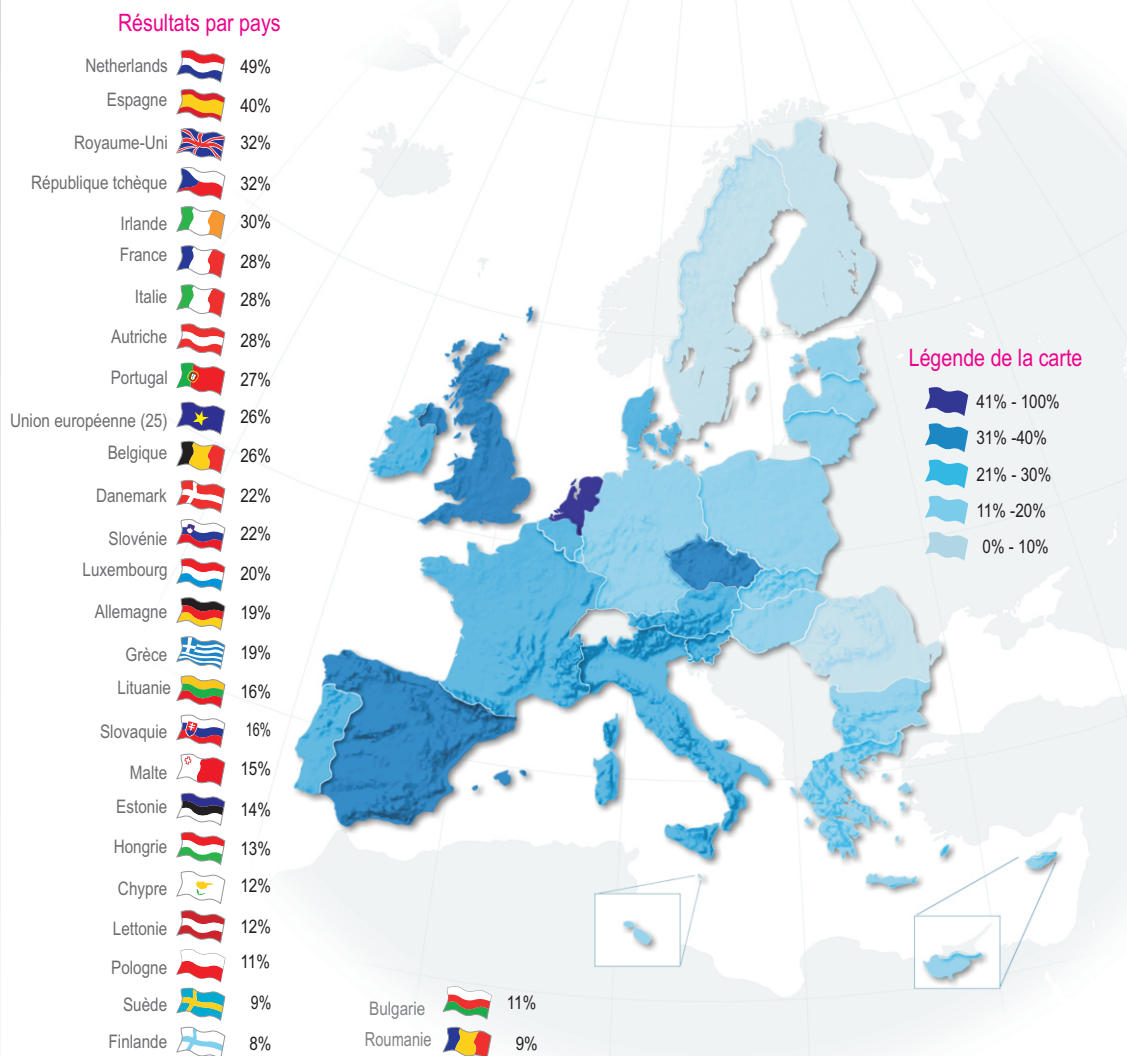 Résultats par pays
Netherlands 49%
Espagne 40%
Royaume-Uni 32%
République tchèque 32%
Irlande 30%
France 28%
Italie 28%
Autriche 28%
Portugal 27%
Union européenne (25) 26%
Belgique 26%
Danemark 22%
Slovénie 22%
Luxembourg 20%
Allemagne 19%
Grèce 19%
Lituanie 16%
Slovaquie 16%
Malte 15%
Estonie 14%
Hongrie 13%
Chypre 12%
Lettonie 12%
Pologne 11%
Suède 9%
Finlande 8%
Bulgarie 11%
Roumanie 9%
Légende de la carte
41% - 100%
31% -40%
21% - 30%
11% -20%
0% - 10%